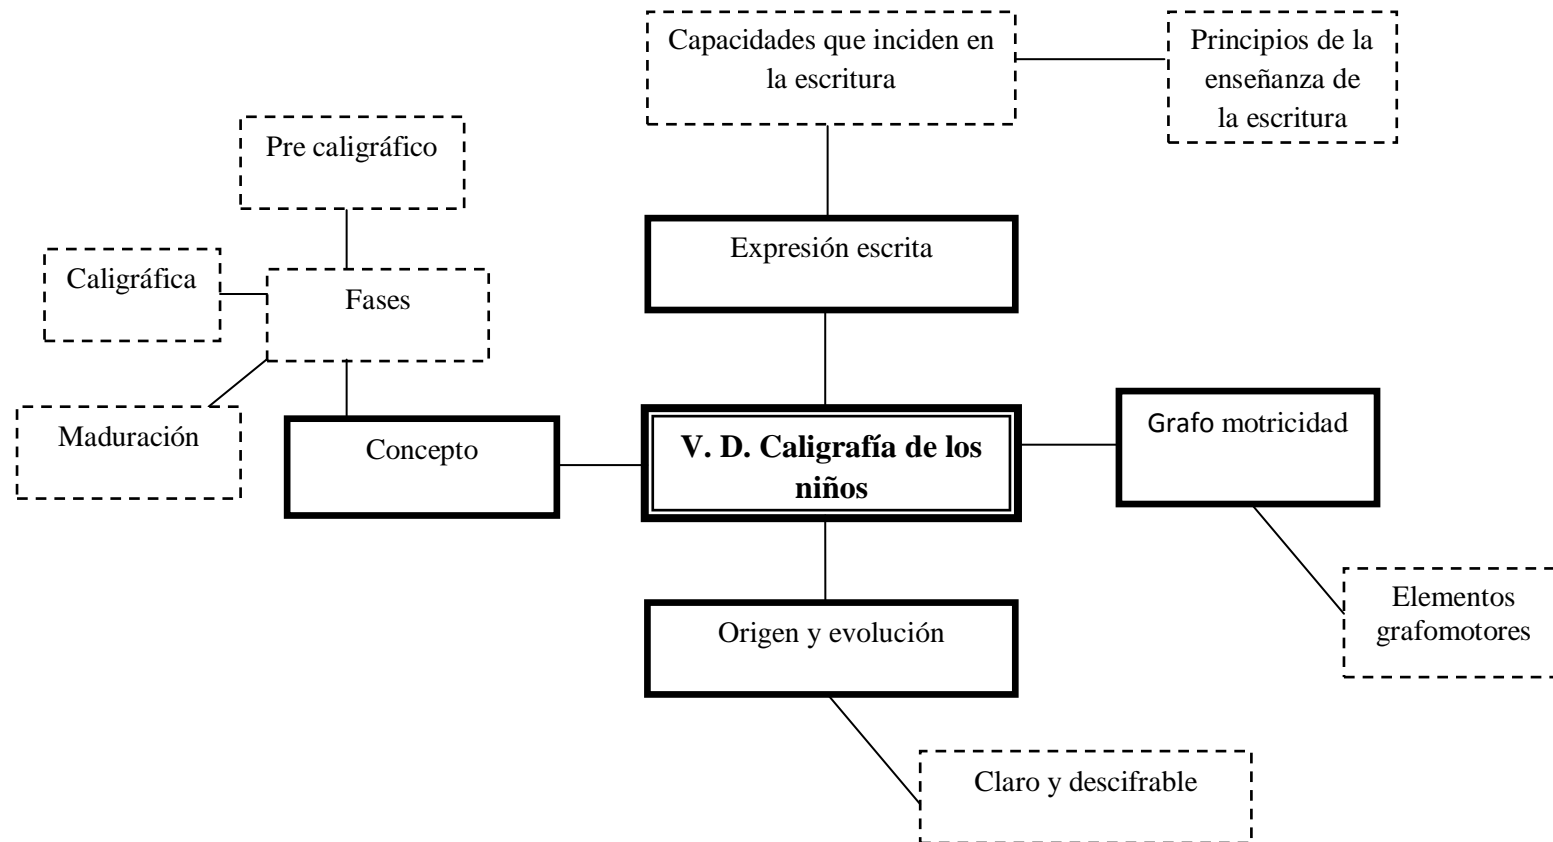 Capacidades que inciden en
la escritura
Principios de la
enseñanza de
la escritura
Pre caligráfico
Expresión escrita
Caligráfica
Fases
Maduración
Concepto
V. D. Caligrafía de los
niños
Grafo motricidad
Elementos
grafomotores
Origen y evolución
Claro y descifrable